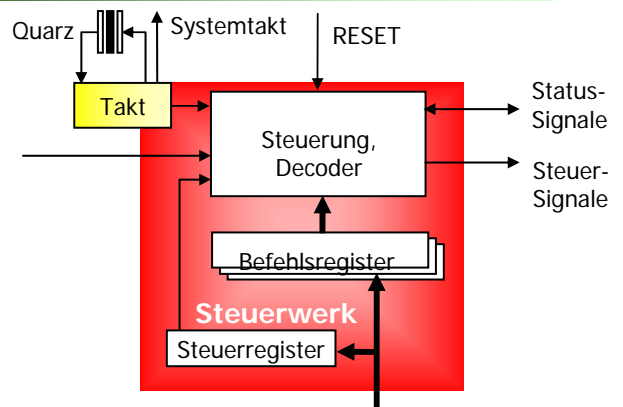 Quarz
Systemtakt
RESET
Takt
Status-
Signale
Steuerung,
Decoder
Steuer-
Signale
Befehlsregister
Steuerwerk
Steuerregister